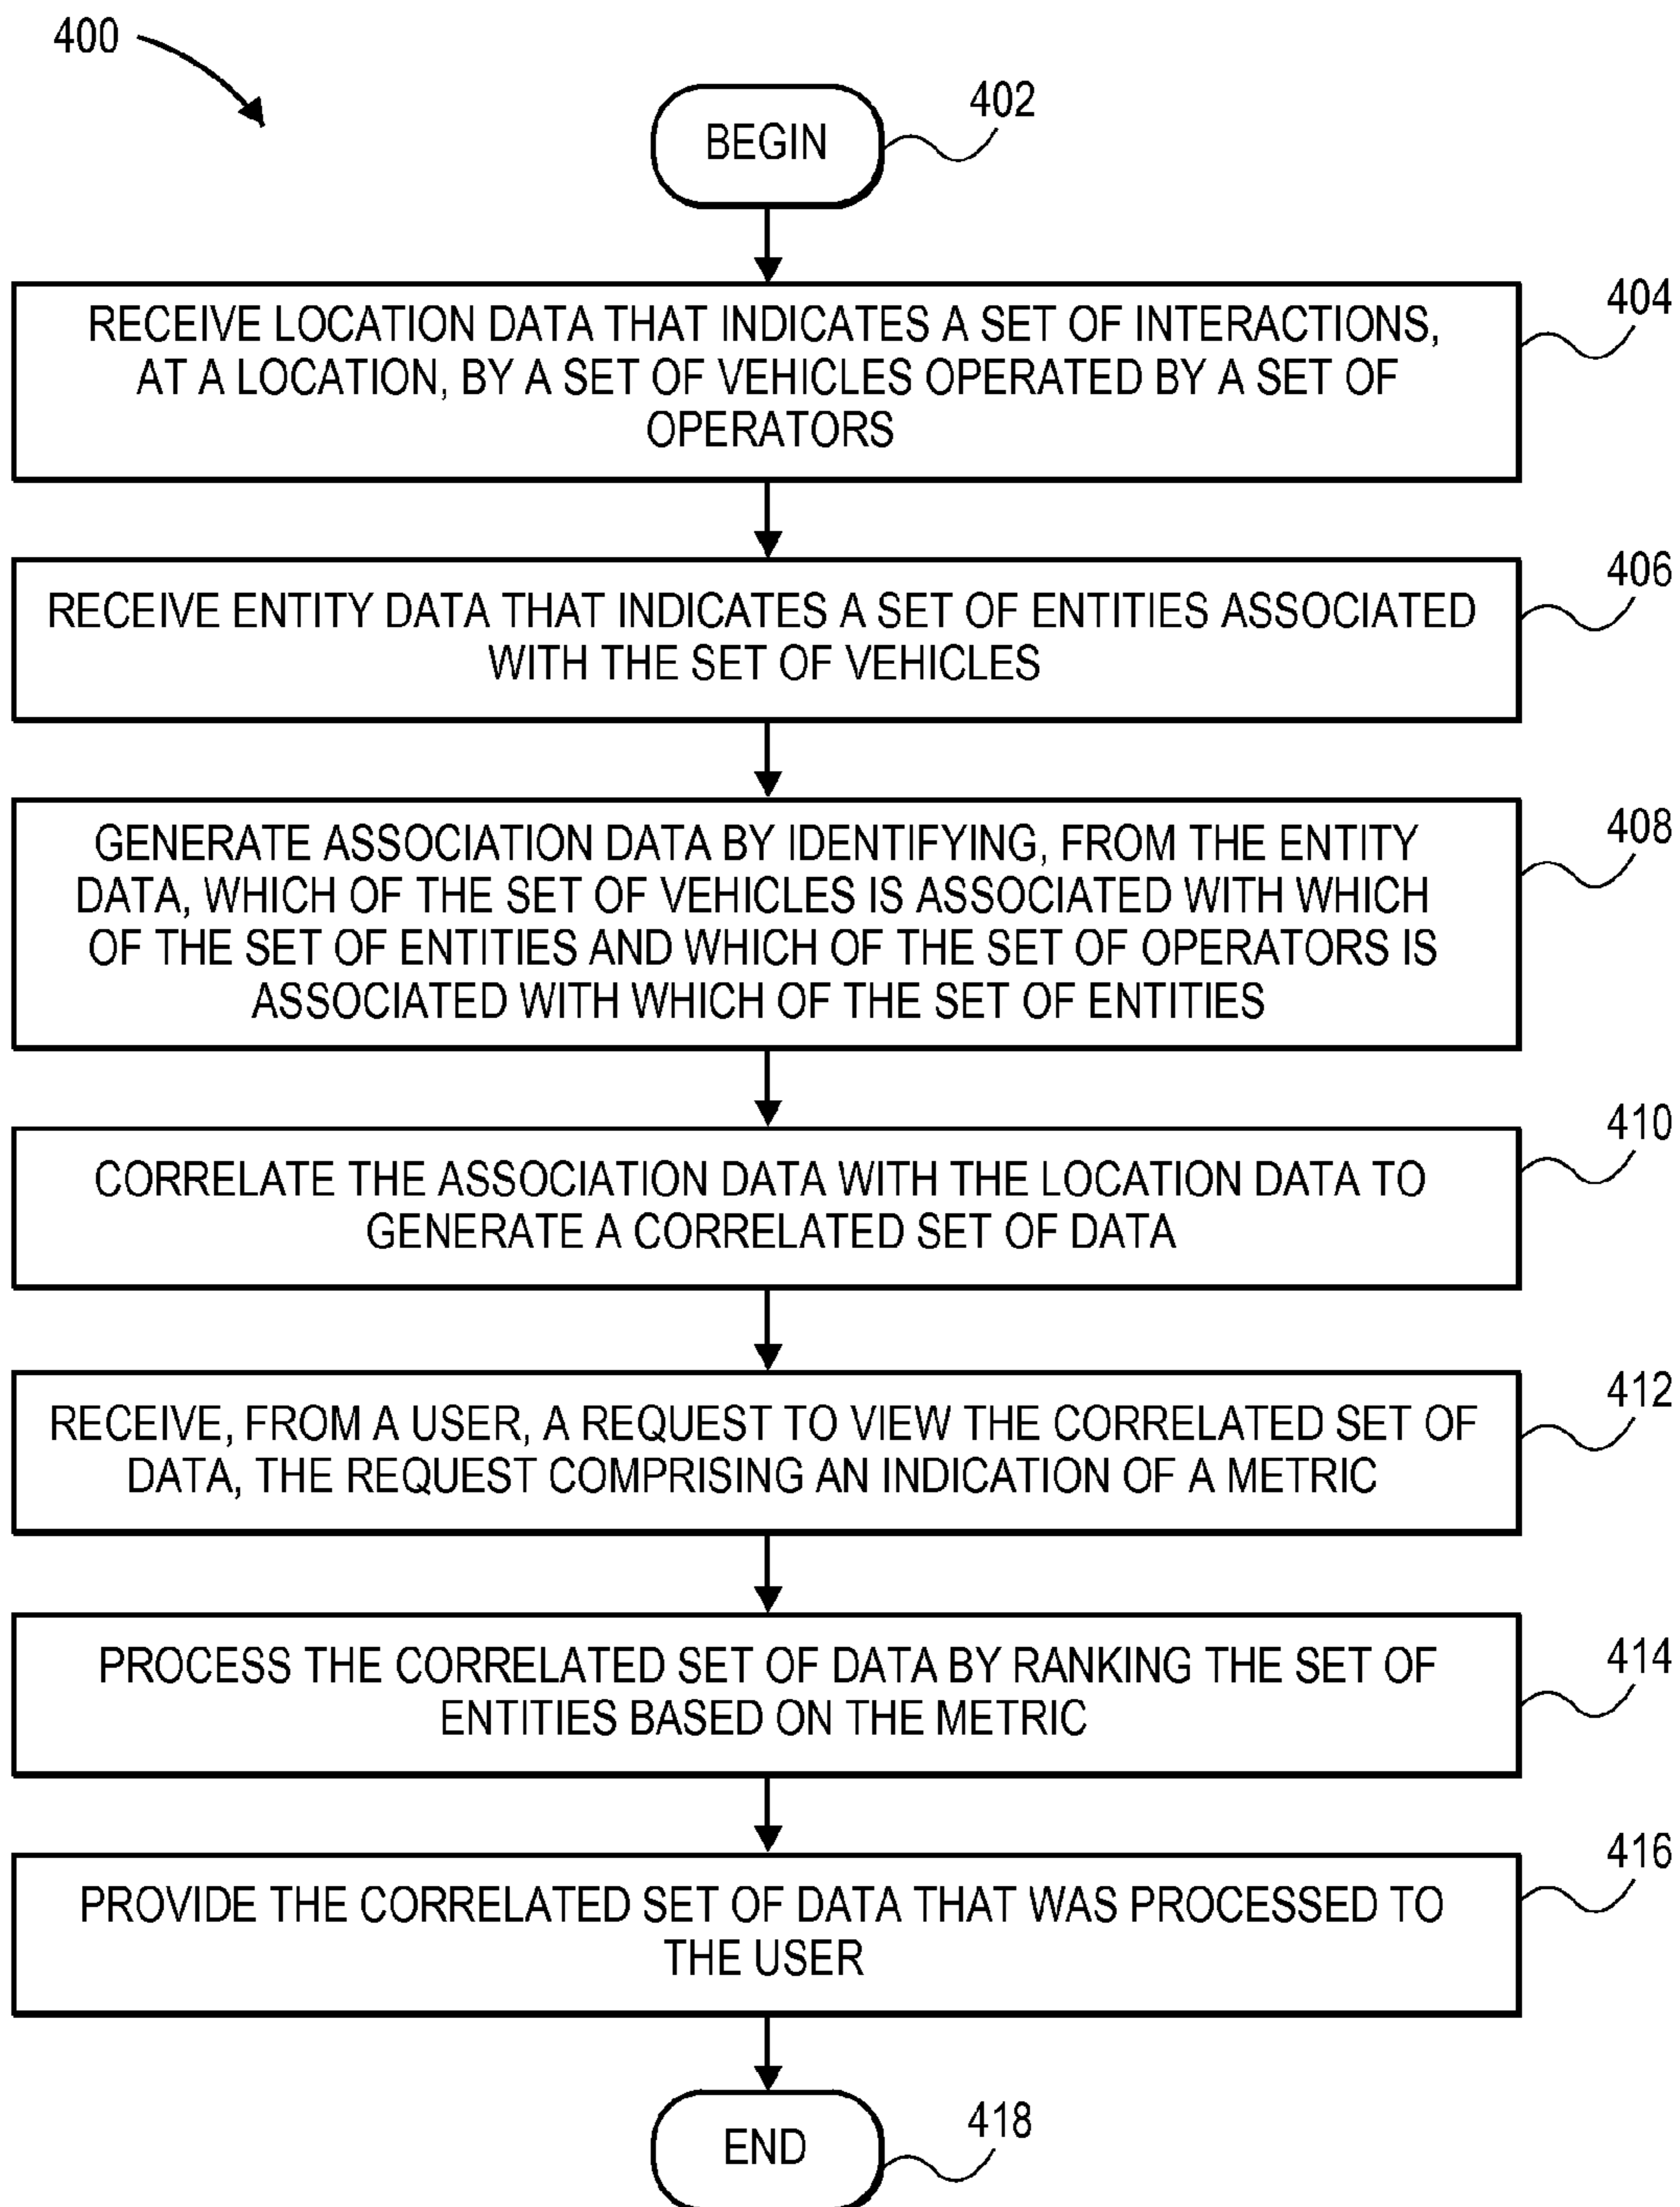 400
BEGIN
402
RECEIVE LOCATION DATA THAT INDICATES A SET OF INTERACTIONS,
AT A LOCATION, BY A SET OF VEHICLES OPERATED BY A SET OF
OPERATORS
404
RECEIVE ENTITY DATA THAT INDICATES A SET OF ENTITIES ASSOCIATED
WITH THE SET OF VEHICLES
406
GENERATE ASSOCIATION DATA BY IDENTIFYING, FROM THE ENTITY
DATA, WHICH OF THE SET OF VEHICLES IS ASSOCIATED WITH WHICH
OF THE SET OF ENTITIES AND WHICH OF THE SET OF OPERATORS IS
ASSOCIATED WITH WHICH OF THE SET OF ENTITIES
408
CORRELATE THE ASSOCIATION DATA WITH THE LOCATION DATA TO
GENERATE A CORRELATED SET OF DATA
410
RECEIVE, FROM A USER, A REQUEST TO VIEW THE CORRELATED SET OF
DATA, THE REQUEST COMPRISING AN INDICATION OF A METRIC
412
PROCESS THE CORRELATED SET OF DATA BY RANKING THE SET OF
ENTITIES BASED ON THE METRIC
414
PROVIDE THE CORRELATED SET OF DATA THAT WAS PROCESSED TO
THE USER
416
END
418